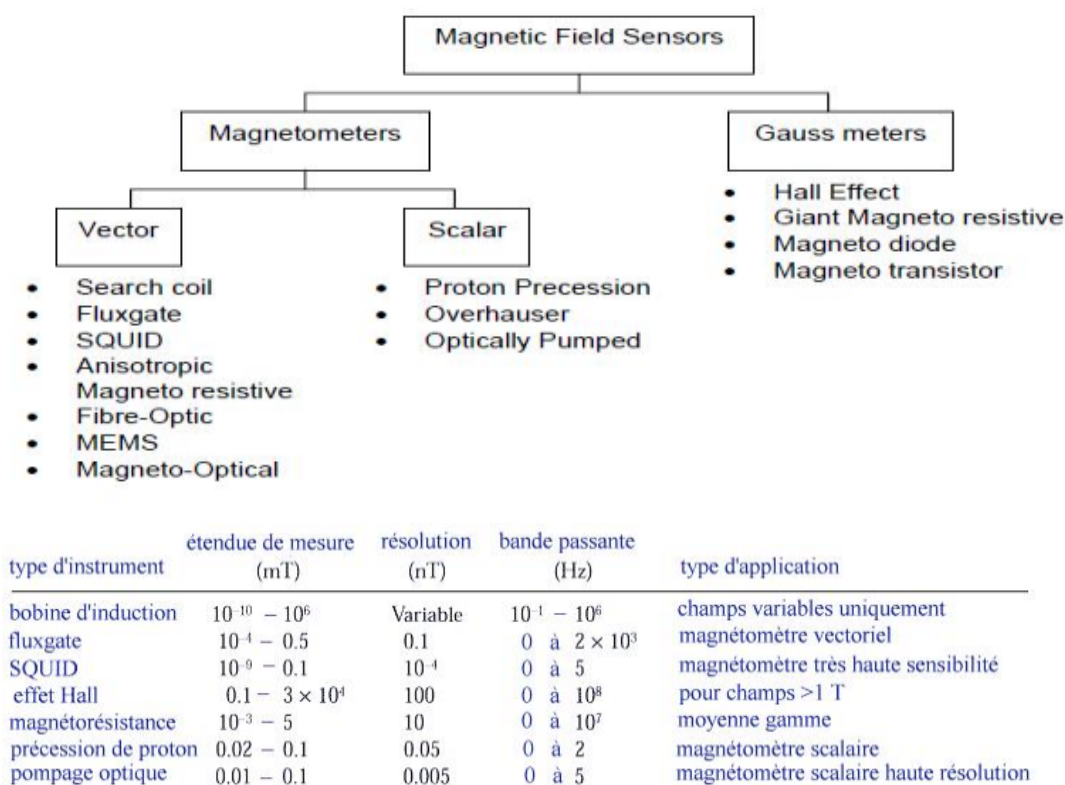 Magnetic Field Sensors
Magnetometers
Gauss meters
• Hall Effect
• Giant Magneto resistive
• Magneto diode
• Magneto transistor
Vector
Scalar
• Search coil
• Fluxgate
• SQUID
• Anisotropic
Magneto resistive
• Fibre-Optic
• MEMS
• Magneto-Optical
• Proton Precession
• Overhauser
• Optically Pumped
étendue de mesure résolution bande passante
type d'instrument (mT) (nT) (Hz) type d'application
bobine d'induction 10⁻¹⁰ – 10⁶ Variable 10⁻¹ – 10⁶ champs variables uniquement
fluxgate 10⁻⁴ – 0.5 0.1 0 à 2 × 10³ magnétomètre vectoriel
SQUID 10⁻⁹ – 0.1 10⁻⁴ 0 à 5 magnétomètre très haute sensibilité
effet Hall 0.1 – 3 × 10⁴ 100 0 à 10⁸ pour champs >1 T
magnétorésistance 10⁻³ – 5 10 0 à 10⁷ moyenne gamme
précession de proton 0.02 – 0.1 0.05 0 à 2 magnétomètre scalaire
pompage optique 0.01 – 0.1 0.005 0 à 5 magnétomètre scalaire haute résolution